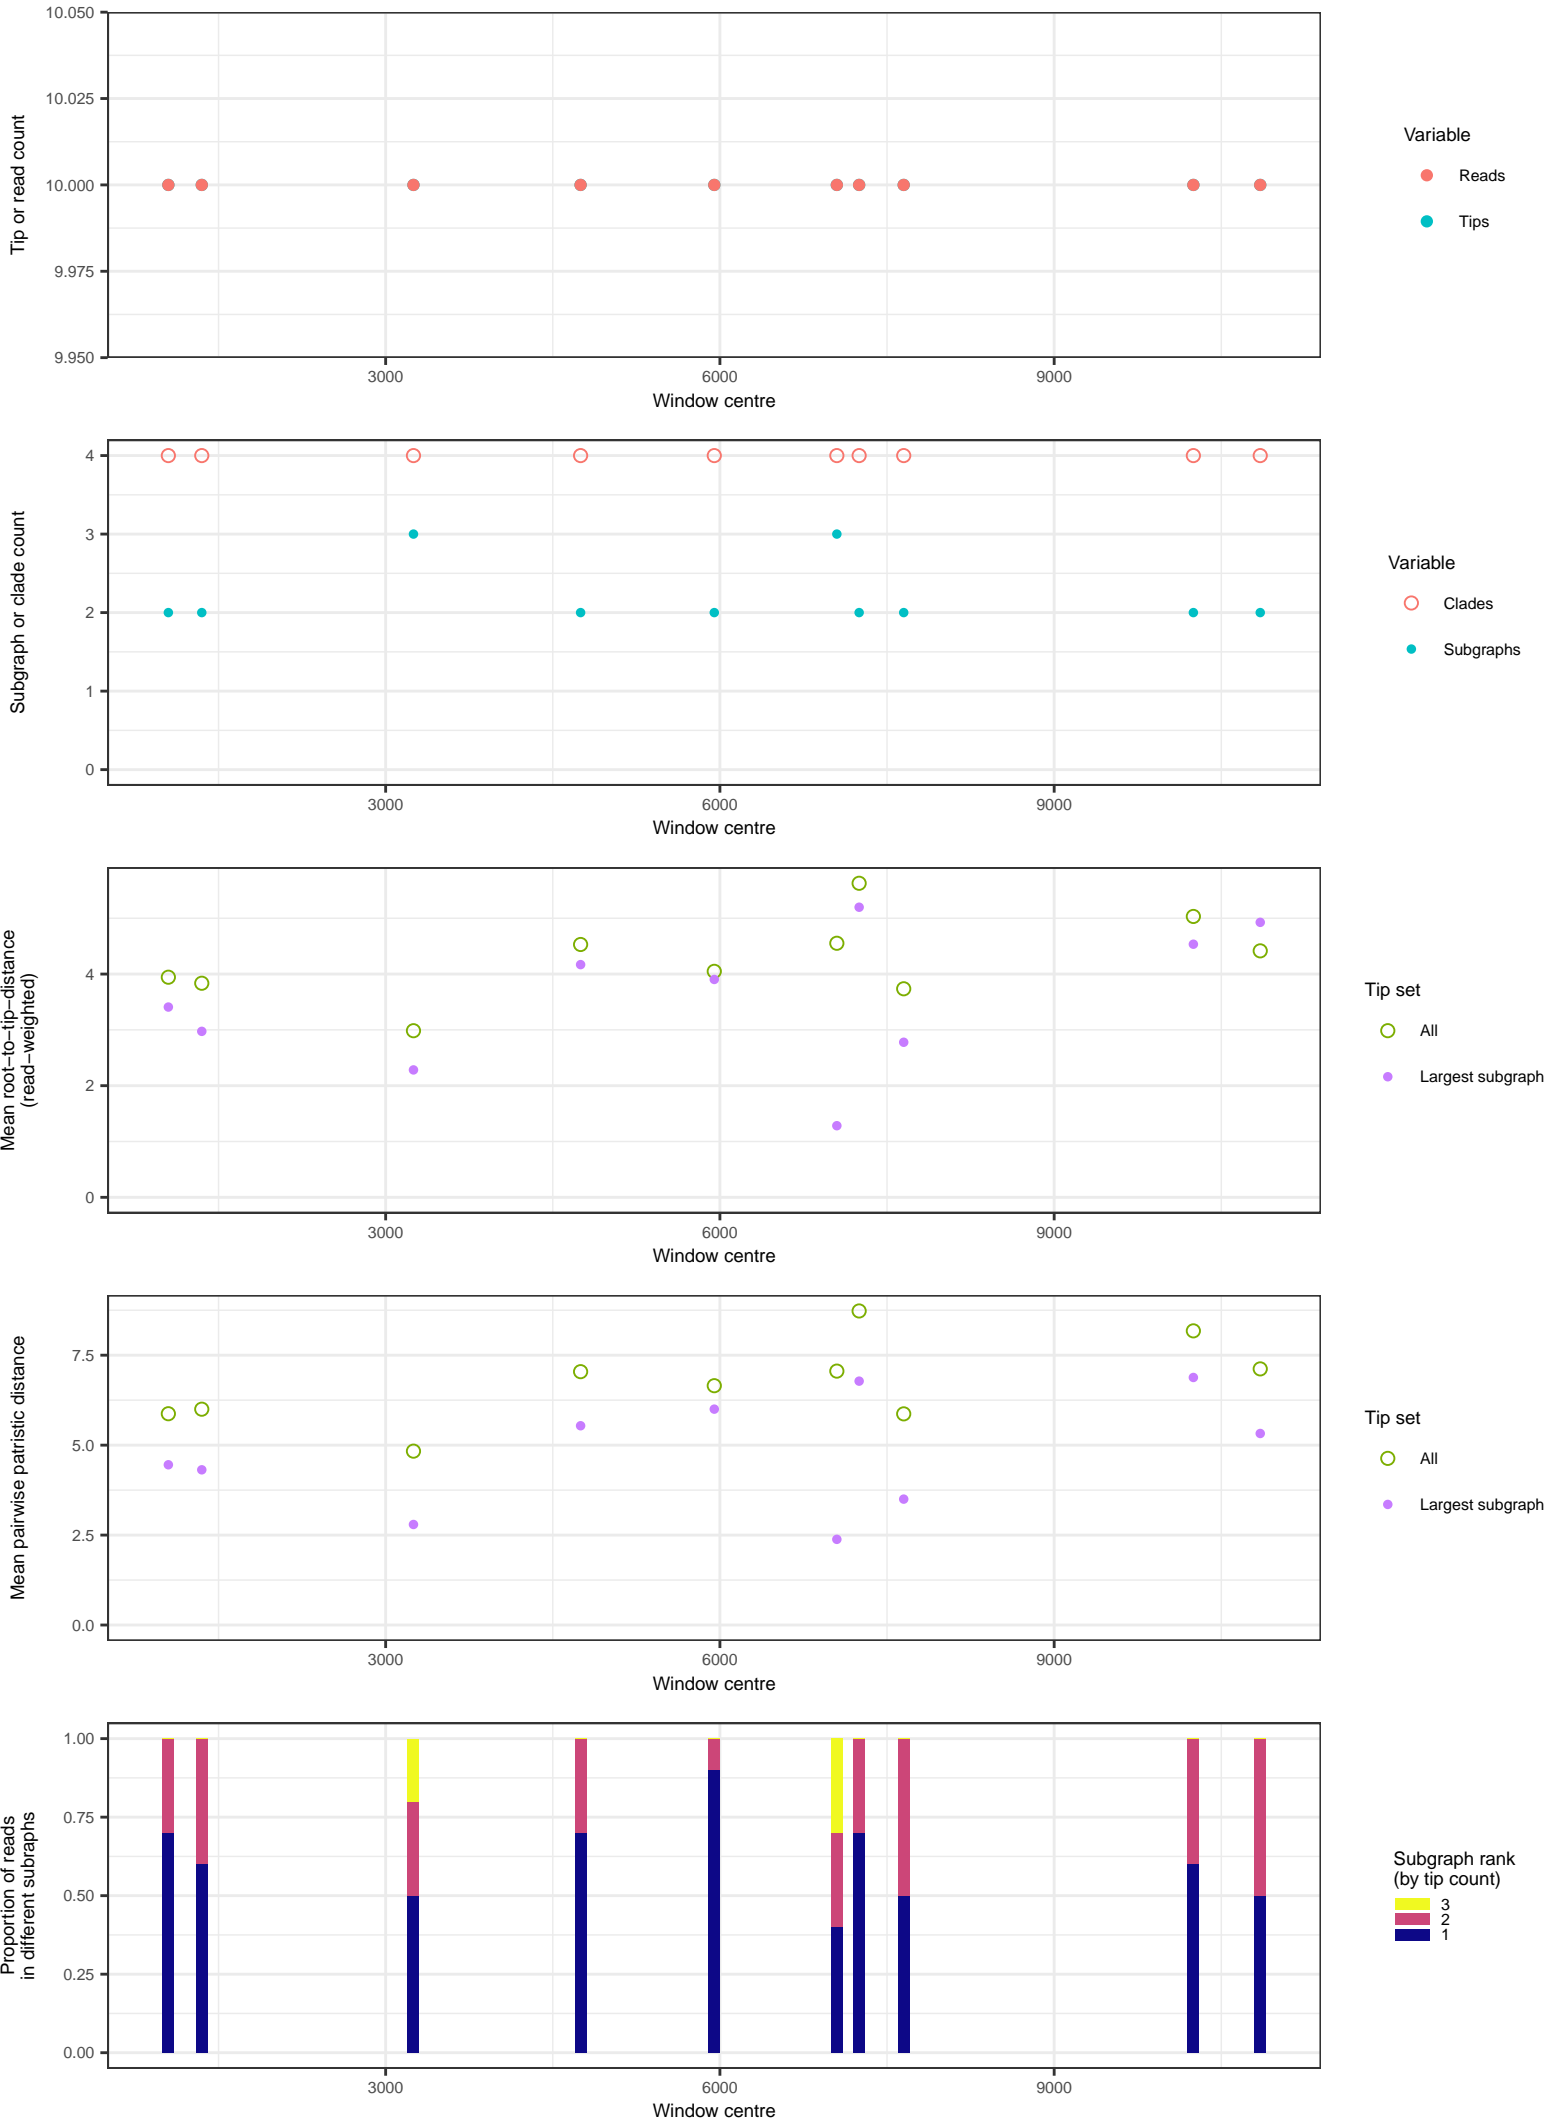 10.050
10.025
10.000
9.975
9.950
Tip or read count
3000
6000
9000
Window centre
Variable
Reads
Tips
4
3
2
1
0
Subgraph or clade count
3000
6000
9000
Window centre
Variable
Clades
Subgraphs
4
2
0
Mean root−to−tip−distance
(read−weighted)
3000
6000
9000
Window centre
Tip set
All
Largest subgraph
7.5
5.0
2.5
0.0
Mean pairwise patristic distance
3000
6000
9000
Window centre
Tip set
All
Largest subgraph
1.00
0.75
0.50
0.25
0.00
Proportion of reads
in different subraphs
3000
6000
9000
Window centre
Subgraph rank
(by tip count)
3
2
1